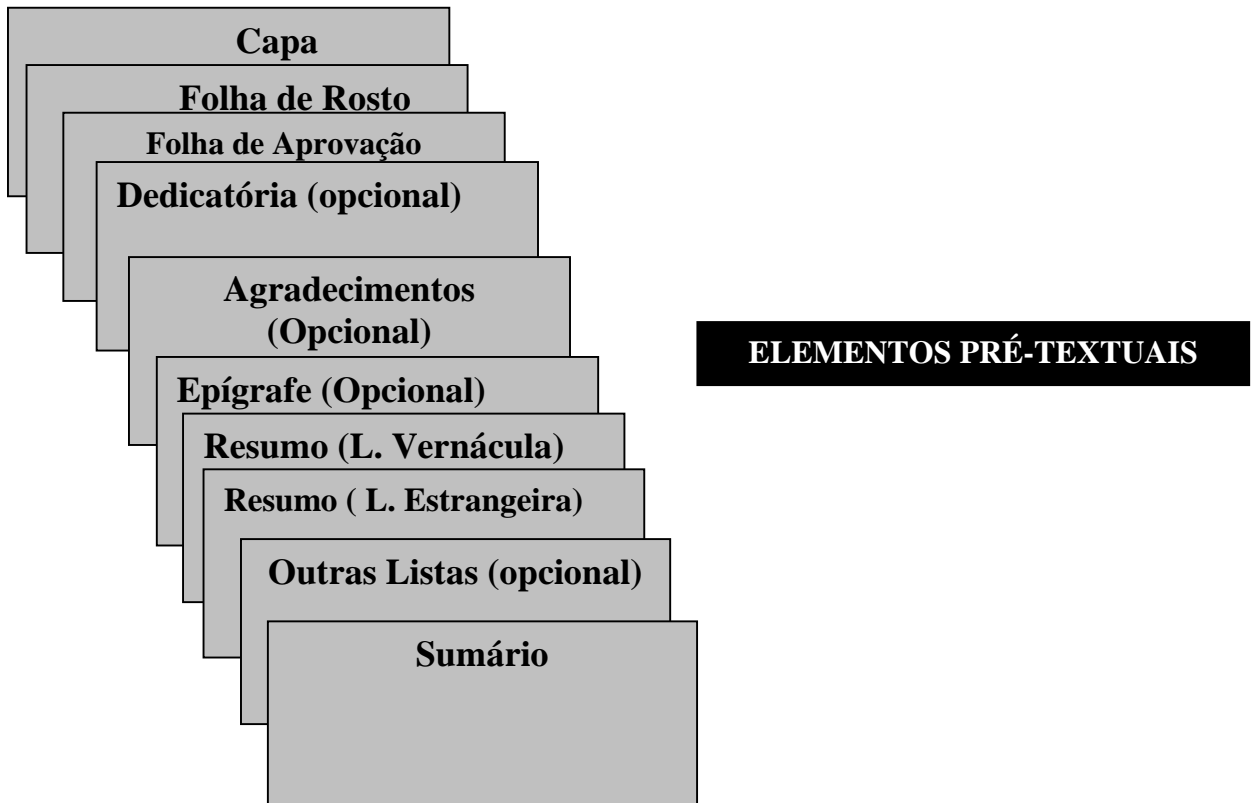 Capa
Folha de Rosto
Folha de Aprovação
Dedicatória (opcional)
Agradecimentos
(Opcional)
ELEMENTOS PRÉ-TEXTUAIS
Epígrafe (Opcional)
Resumo (L. Vernácula)
Resumo ( L. Estrangeira)
Outras Listas (opcional)
Sumário